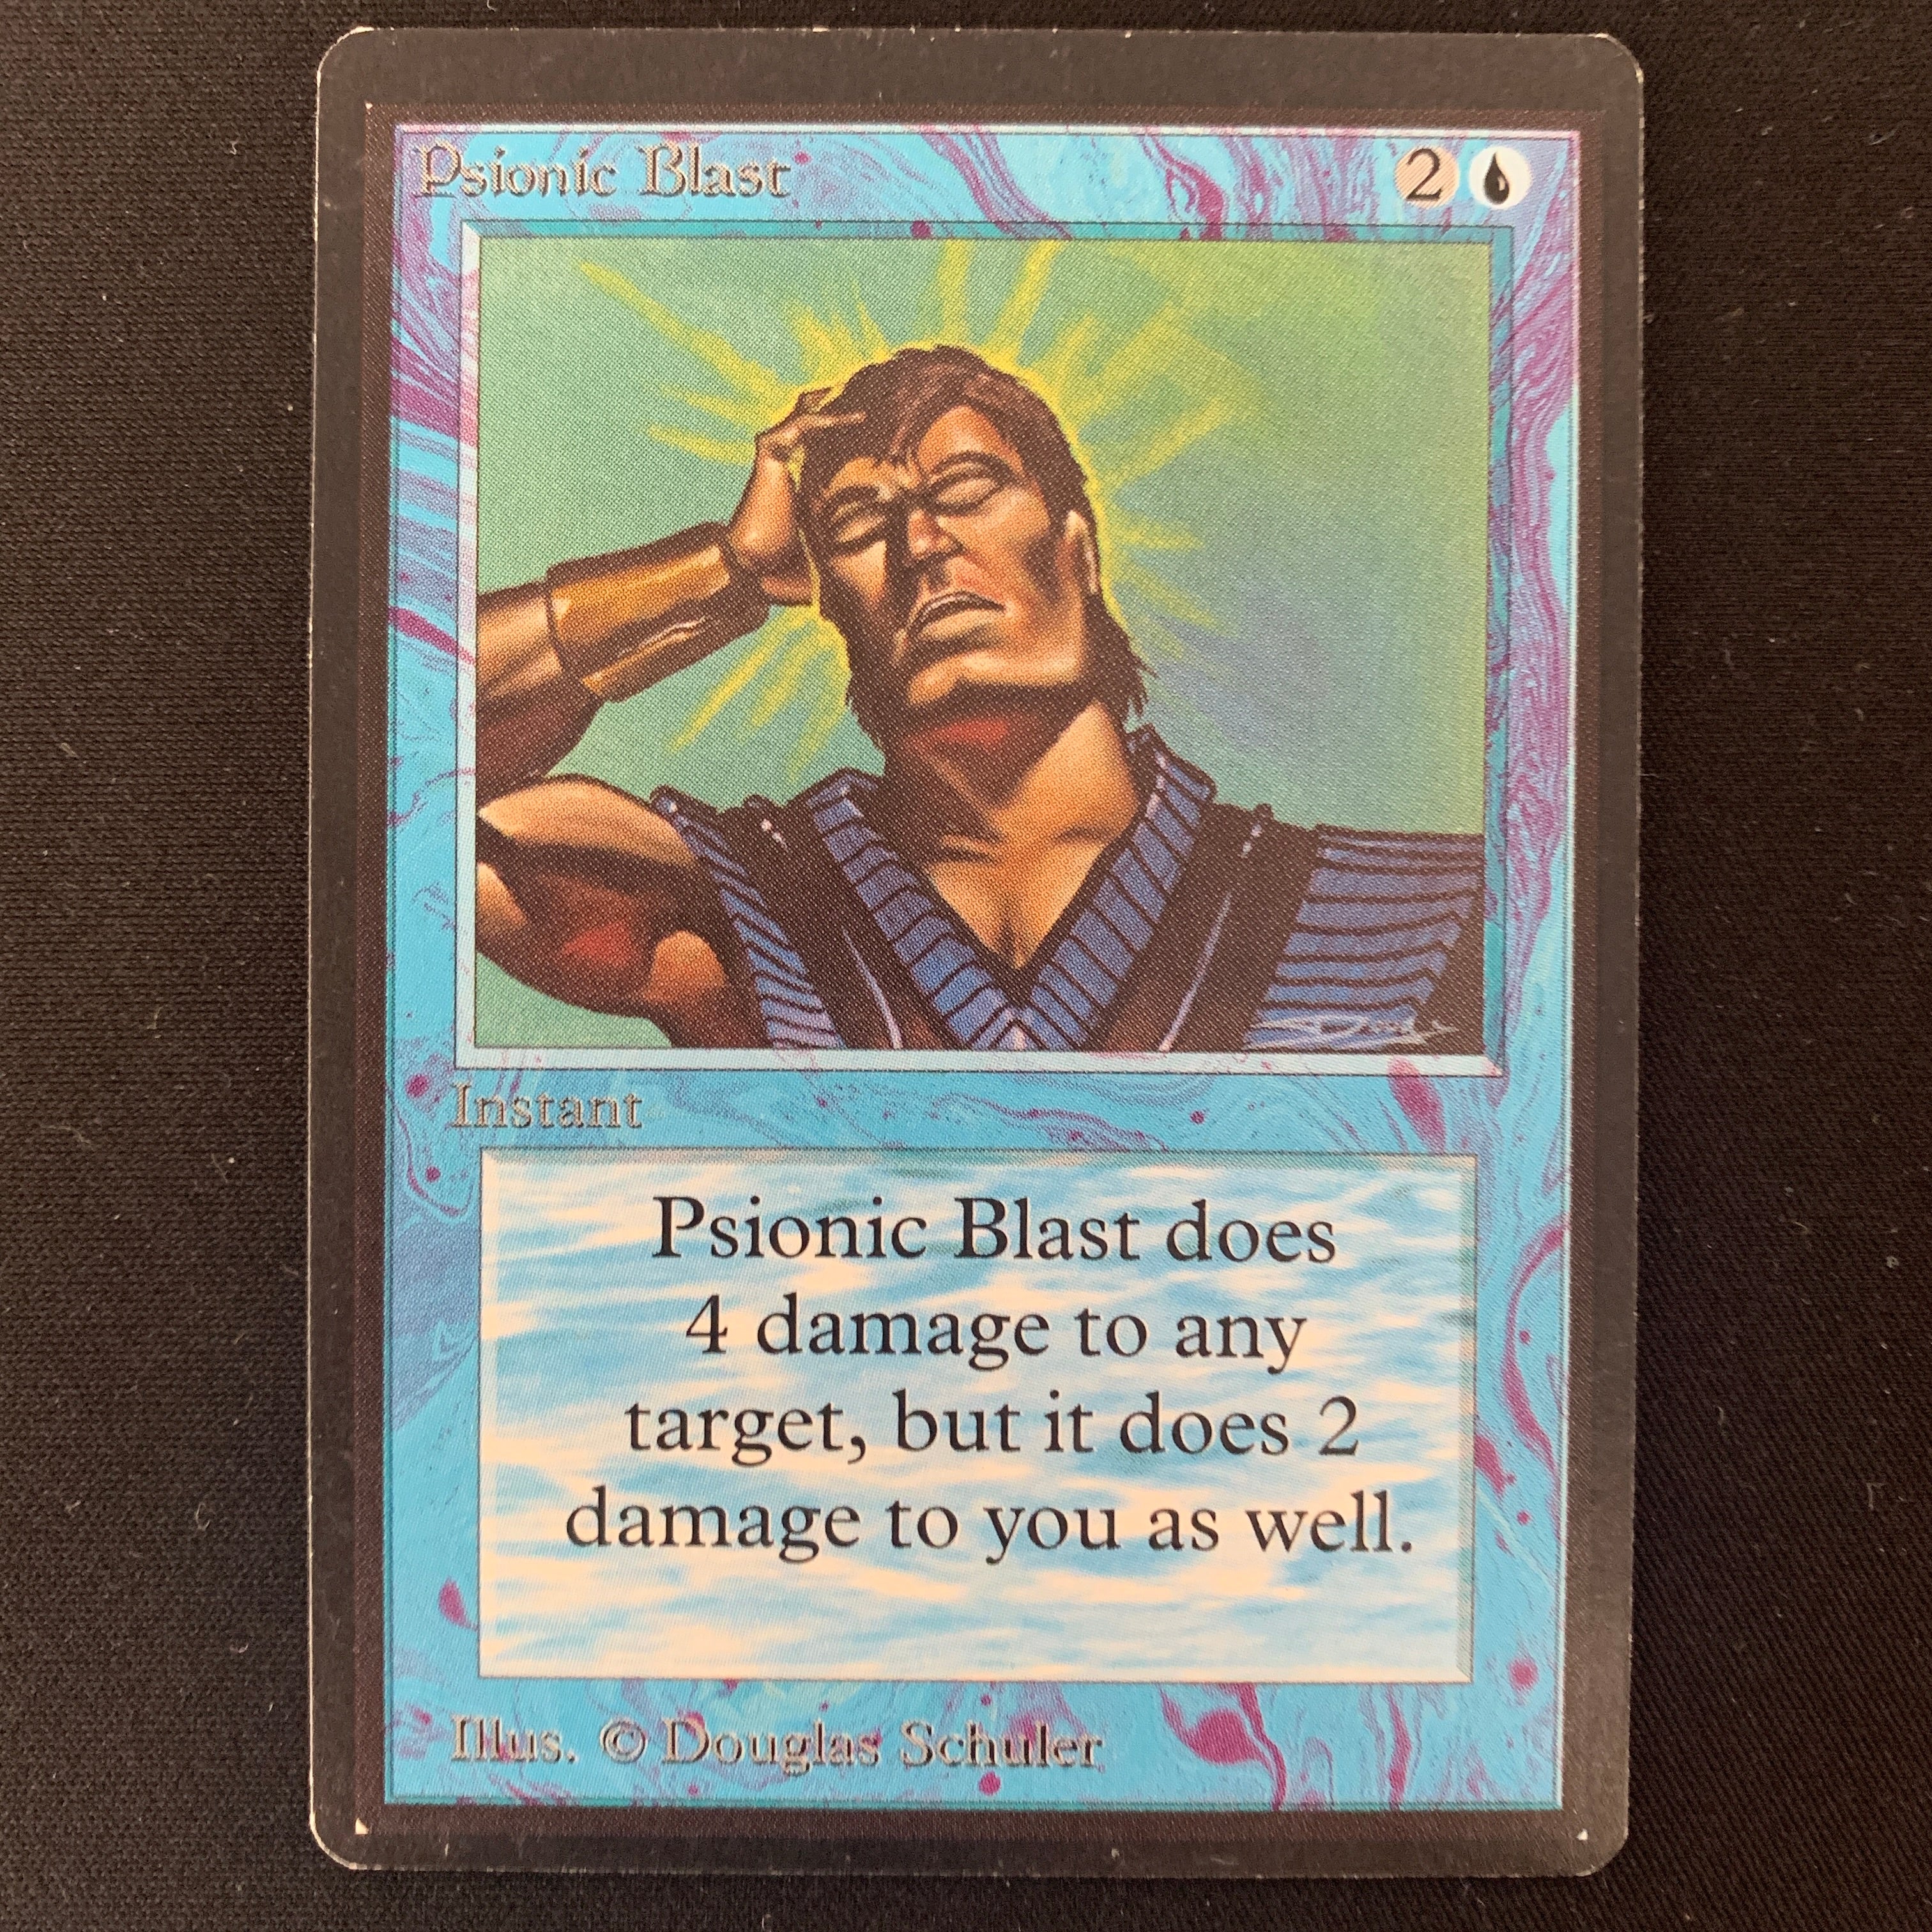 Psionic Blast 2
Instant
Psionic Blast does
4 damage to any
target, but it does 2
damage to you as well.
Illus. © Douglas Schuler